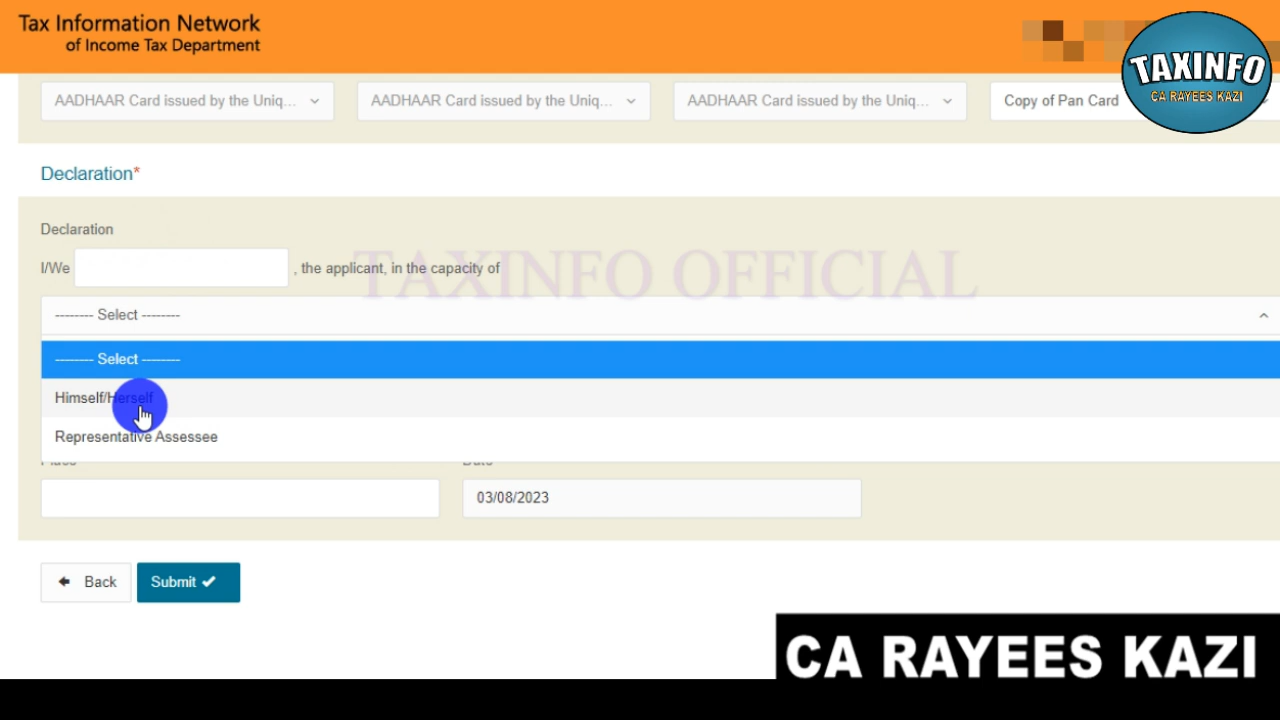 Tax Information Network
of Income Tax Department
TAXINFO
CA RAYEES KAZI
AADHAAR Card issued by the Uniq... AADHAAR Card issued by the Uniq... AADHAAR Card issued by the Uniq... Copy of Pan Card
Declaration*
Declaration
I/We , the applicant, in the capacity of
TAXINFO OFFICIAL
-------- Select --------
-------- Select --------
Himself/Herself
Representative Assessee
03/08/2023
Back Submit
CA RAYEES KAZI